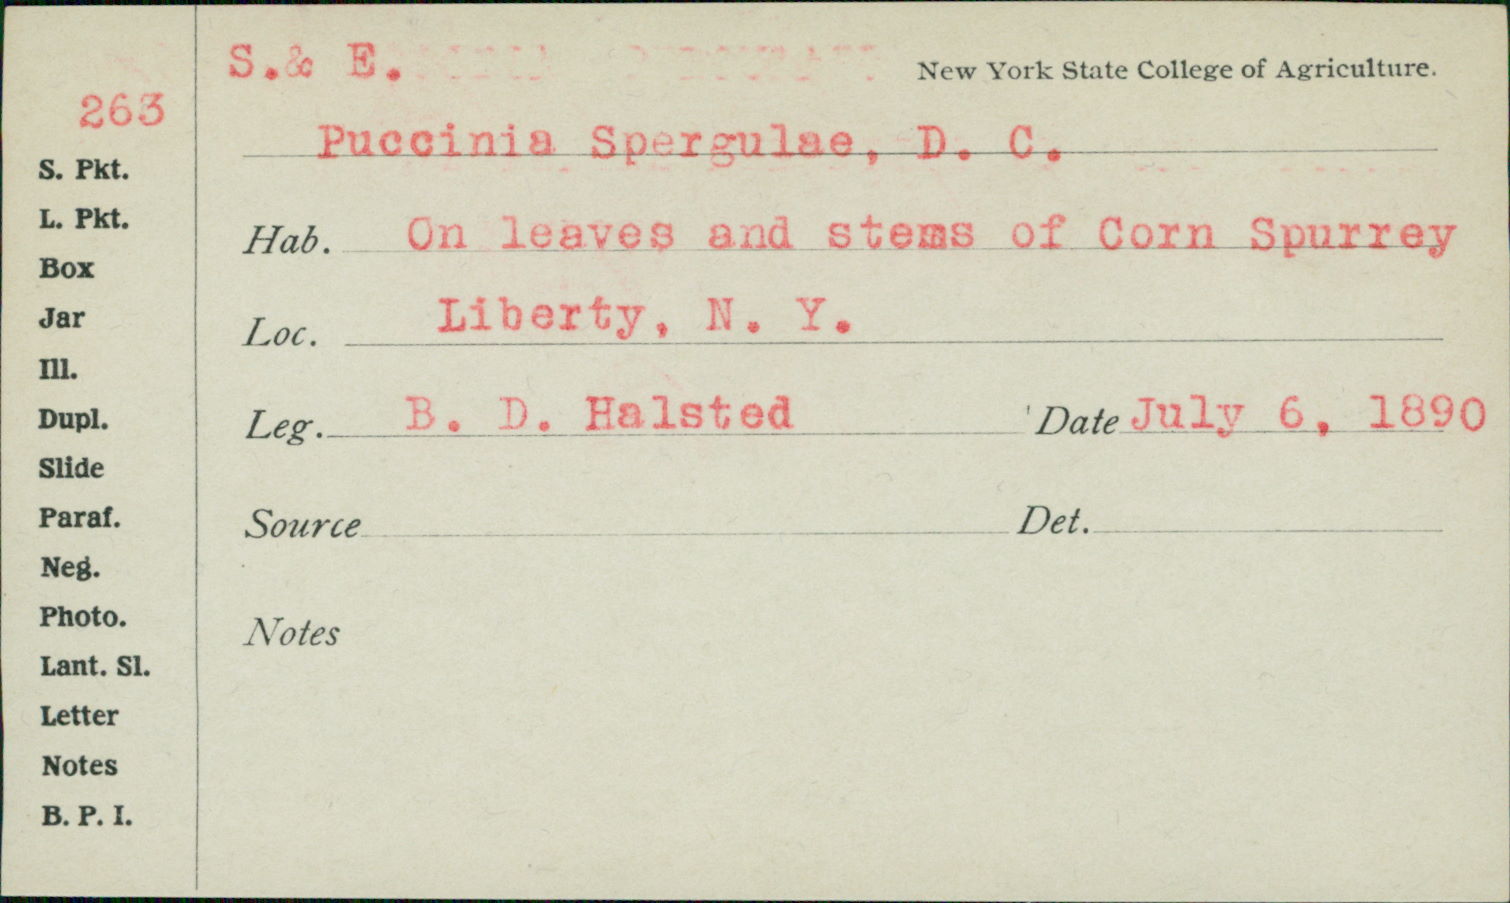 S.& E.
New York State College of Agriculture.
263
Puccinia Spergulae, D. C.
S. Pkt.
L. Pkt.
Hab. On leaves and stems of Corn Spurrey
Box
Jar
Loc. Liberty, N. Y.
Ill.
Dupl.
Leg. B. D. Halsted Date July 6, 1890
Slide
Paraf.
Source Det.
Neg.
Photo.
Notes
Lant. Sl.
Letter
Notes
B. P. I.